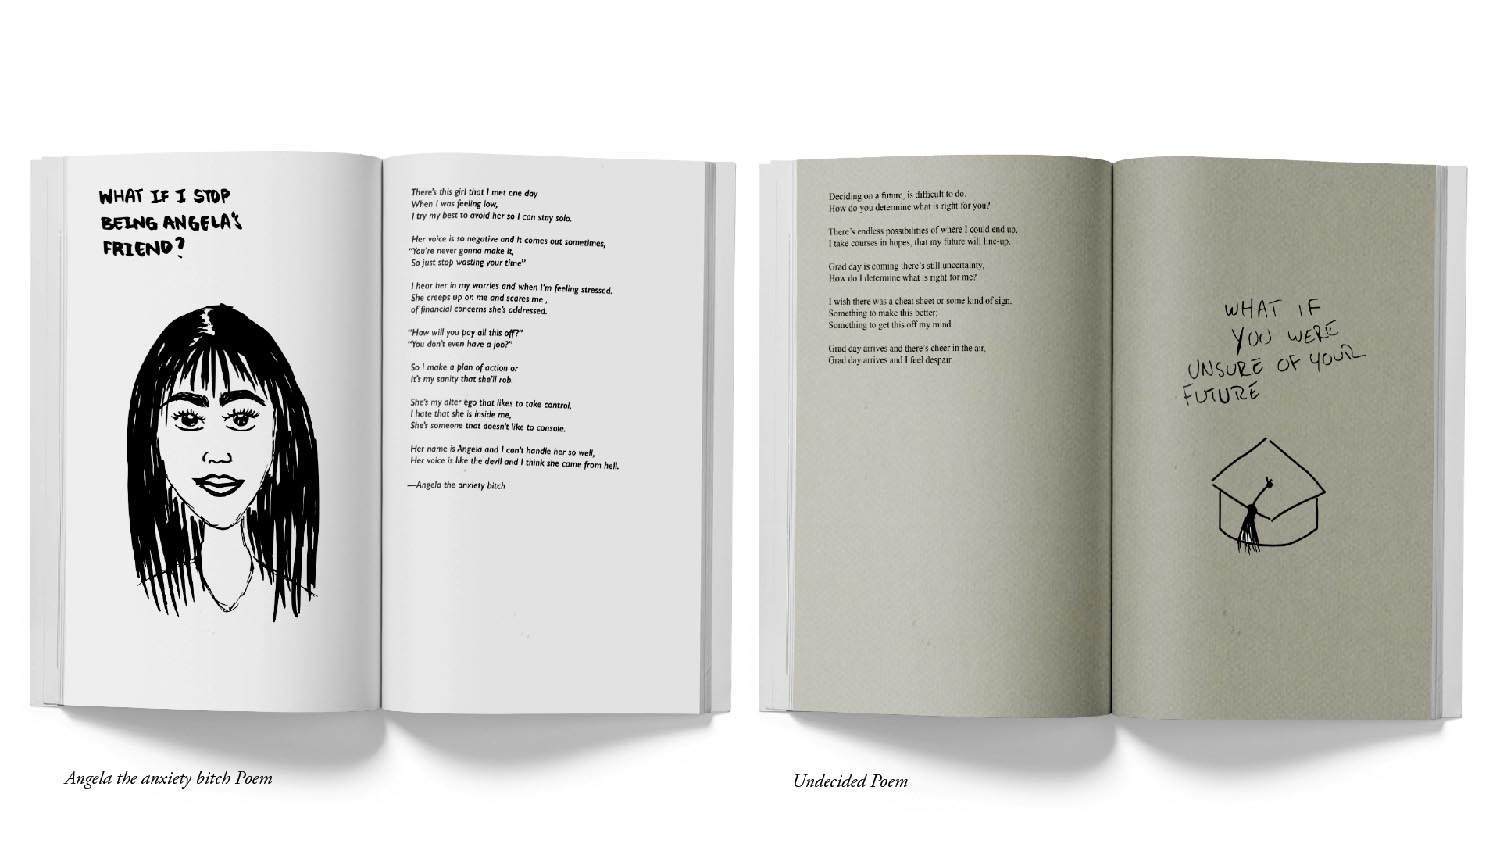 WHAT IF I STOP
BEING ANGELA'S
FRIEND?
There's this girl that I met one day
When I was feeling low,
I try my best to avoid her so I can stay solo.
Her voice is so negative and it comes out sometimes,
"You're never gonna make it,
So just stop wasting your time"
I hear her in my worries and when I'm feeling stressed.
She creeps up on me and scares me ,
of financial concerns she's addressed.
"How will you pay all this off?"
"You don't even have a job?"
So I make a plan of action or
it's my sanity that she'll rob.
She's my alter ego that likes to take control.
I hate that she is inside me,
She's someone that doesn't like to console.
Her name is Angela and I can't handle her so well,
Her voice is like the devil and I think she came from hell.
—Angela the anxiety bitch
Angela the anxiety bitch Poem
Deciding on a future, is difficult to do.
How do you determine what is right for you?
There's endless possibilities of where I could end up,
I take courses in hopes, that my future will line-up.
Grad day is coming there's still uncertainty,
How do I determine what is right for me?
I wish there was a cheat sheet or some kind of sign.
Something to make this better;
Something to get this off my mind
Grad day arrives and there's cheer in the air,
Grad day arrives and I feel despair
WHAT IF
YOU WERE
UNSURE OF YOUR
FUTURE
Undecided Poem